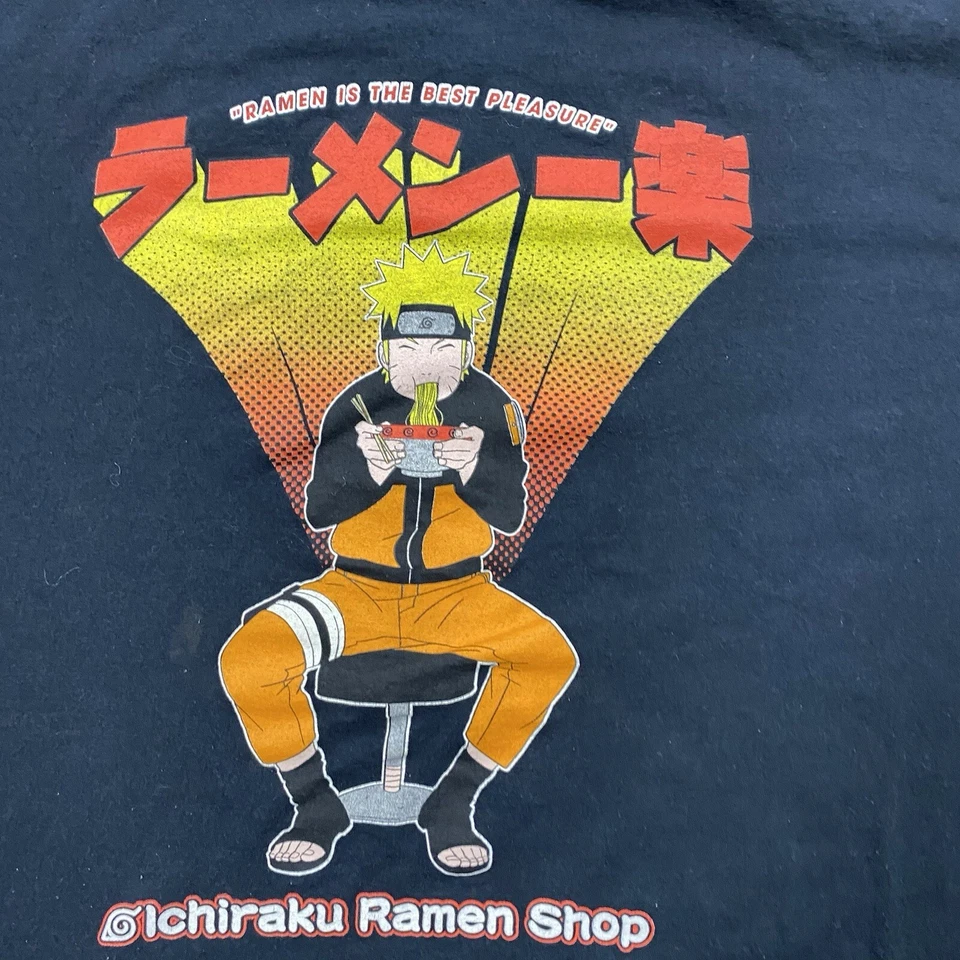 "RAMEN IS THE BEST PLEASURE"
ラーメン一楽
Ichiraku Ramen Shop